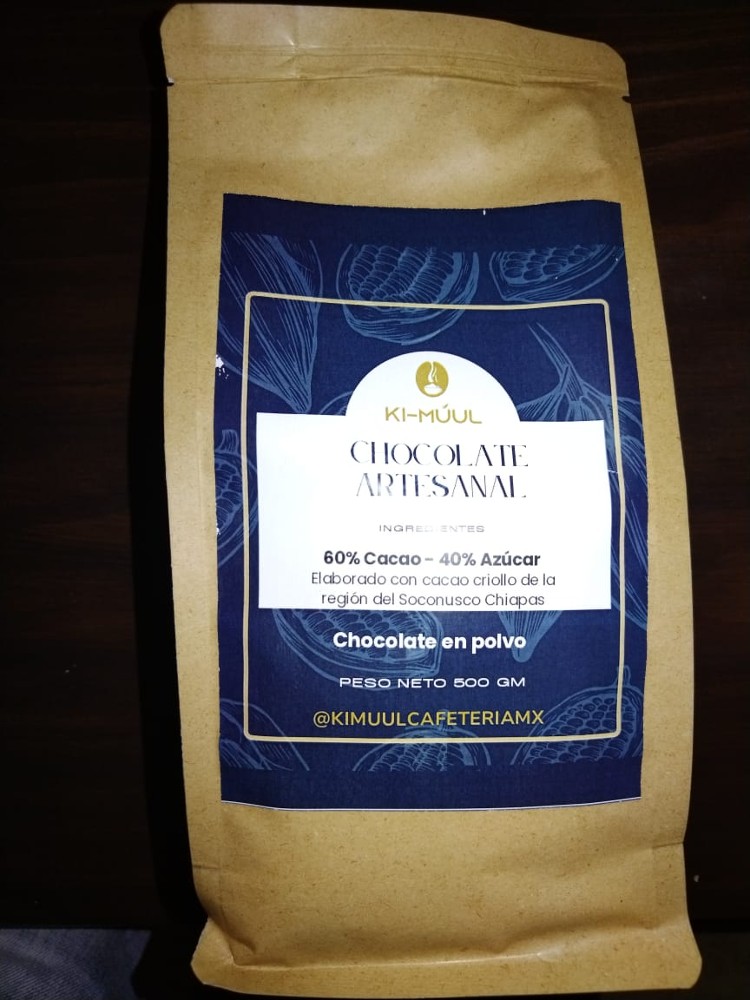 KI-MÚUL
CHOCOLATE
ARTESANAL
INGREDIENTES
60% Cacao - 40% Azúcar
Elaborado con cacao criollo de la
región del Soconusco Chiapas
Chocolate en polvo
PESO NETO 500 GM
@KIMUULCAFETERIAMX